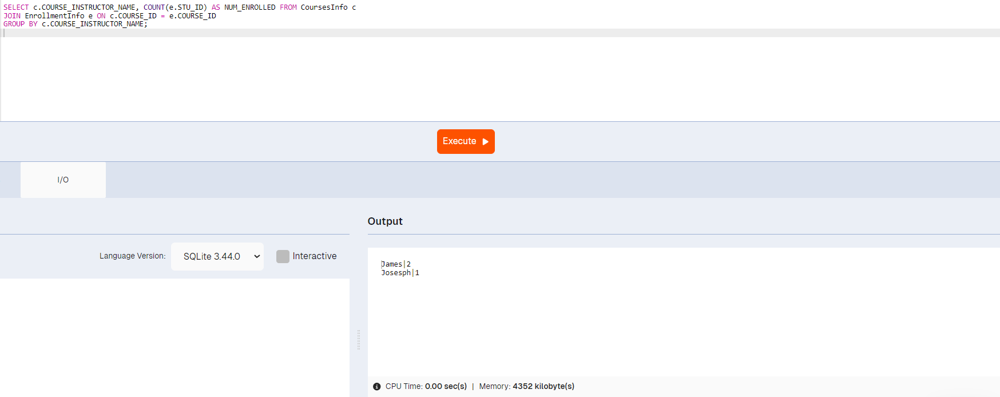 SELECT c.COURSE_INSTRUCTOR_NAME, COUNT(e.STU_ID) AS NUM_ENROLLED FROM CoursesInfo c
JOIN EnrollmentInfo e ON c.COURSE_ID = e.COURSE_ID
GROUP BY c.COURSE_INSTRUCTOR_NAME;
Execute
I/O
Output
Language Version: SQLite 3.44.0 Interactive
James|2
Josesph|1
CPU Time: 0.00 sec(s) | Memory: 4352 kilobyte(s)